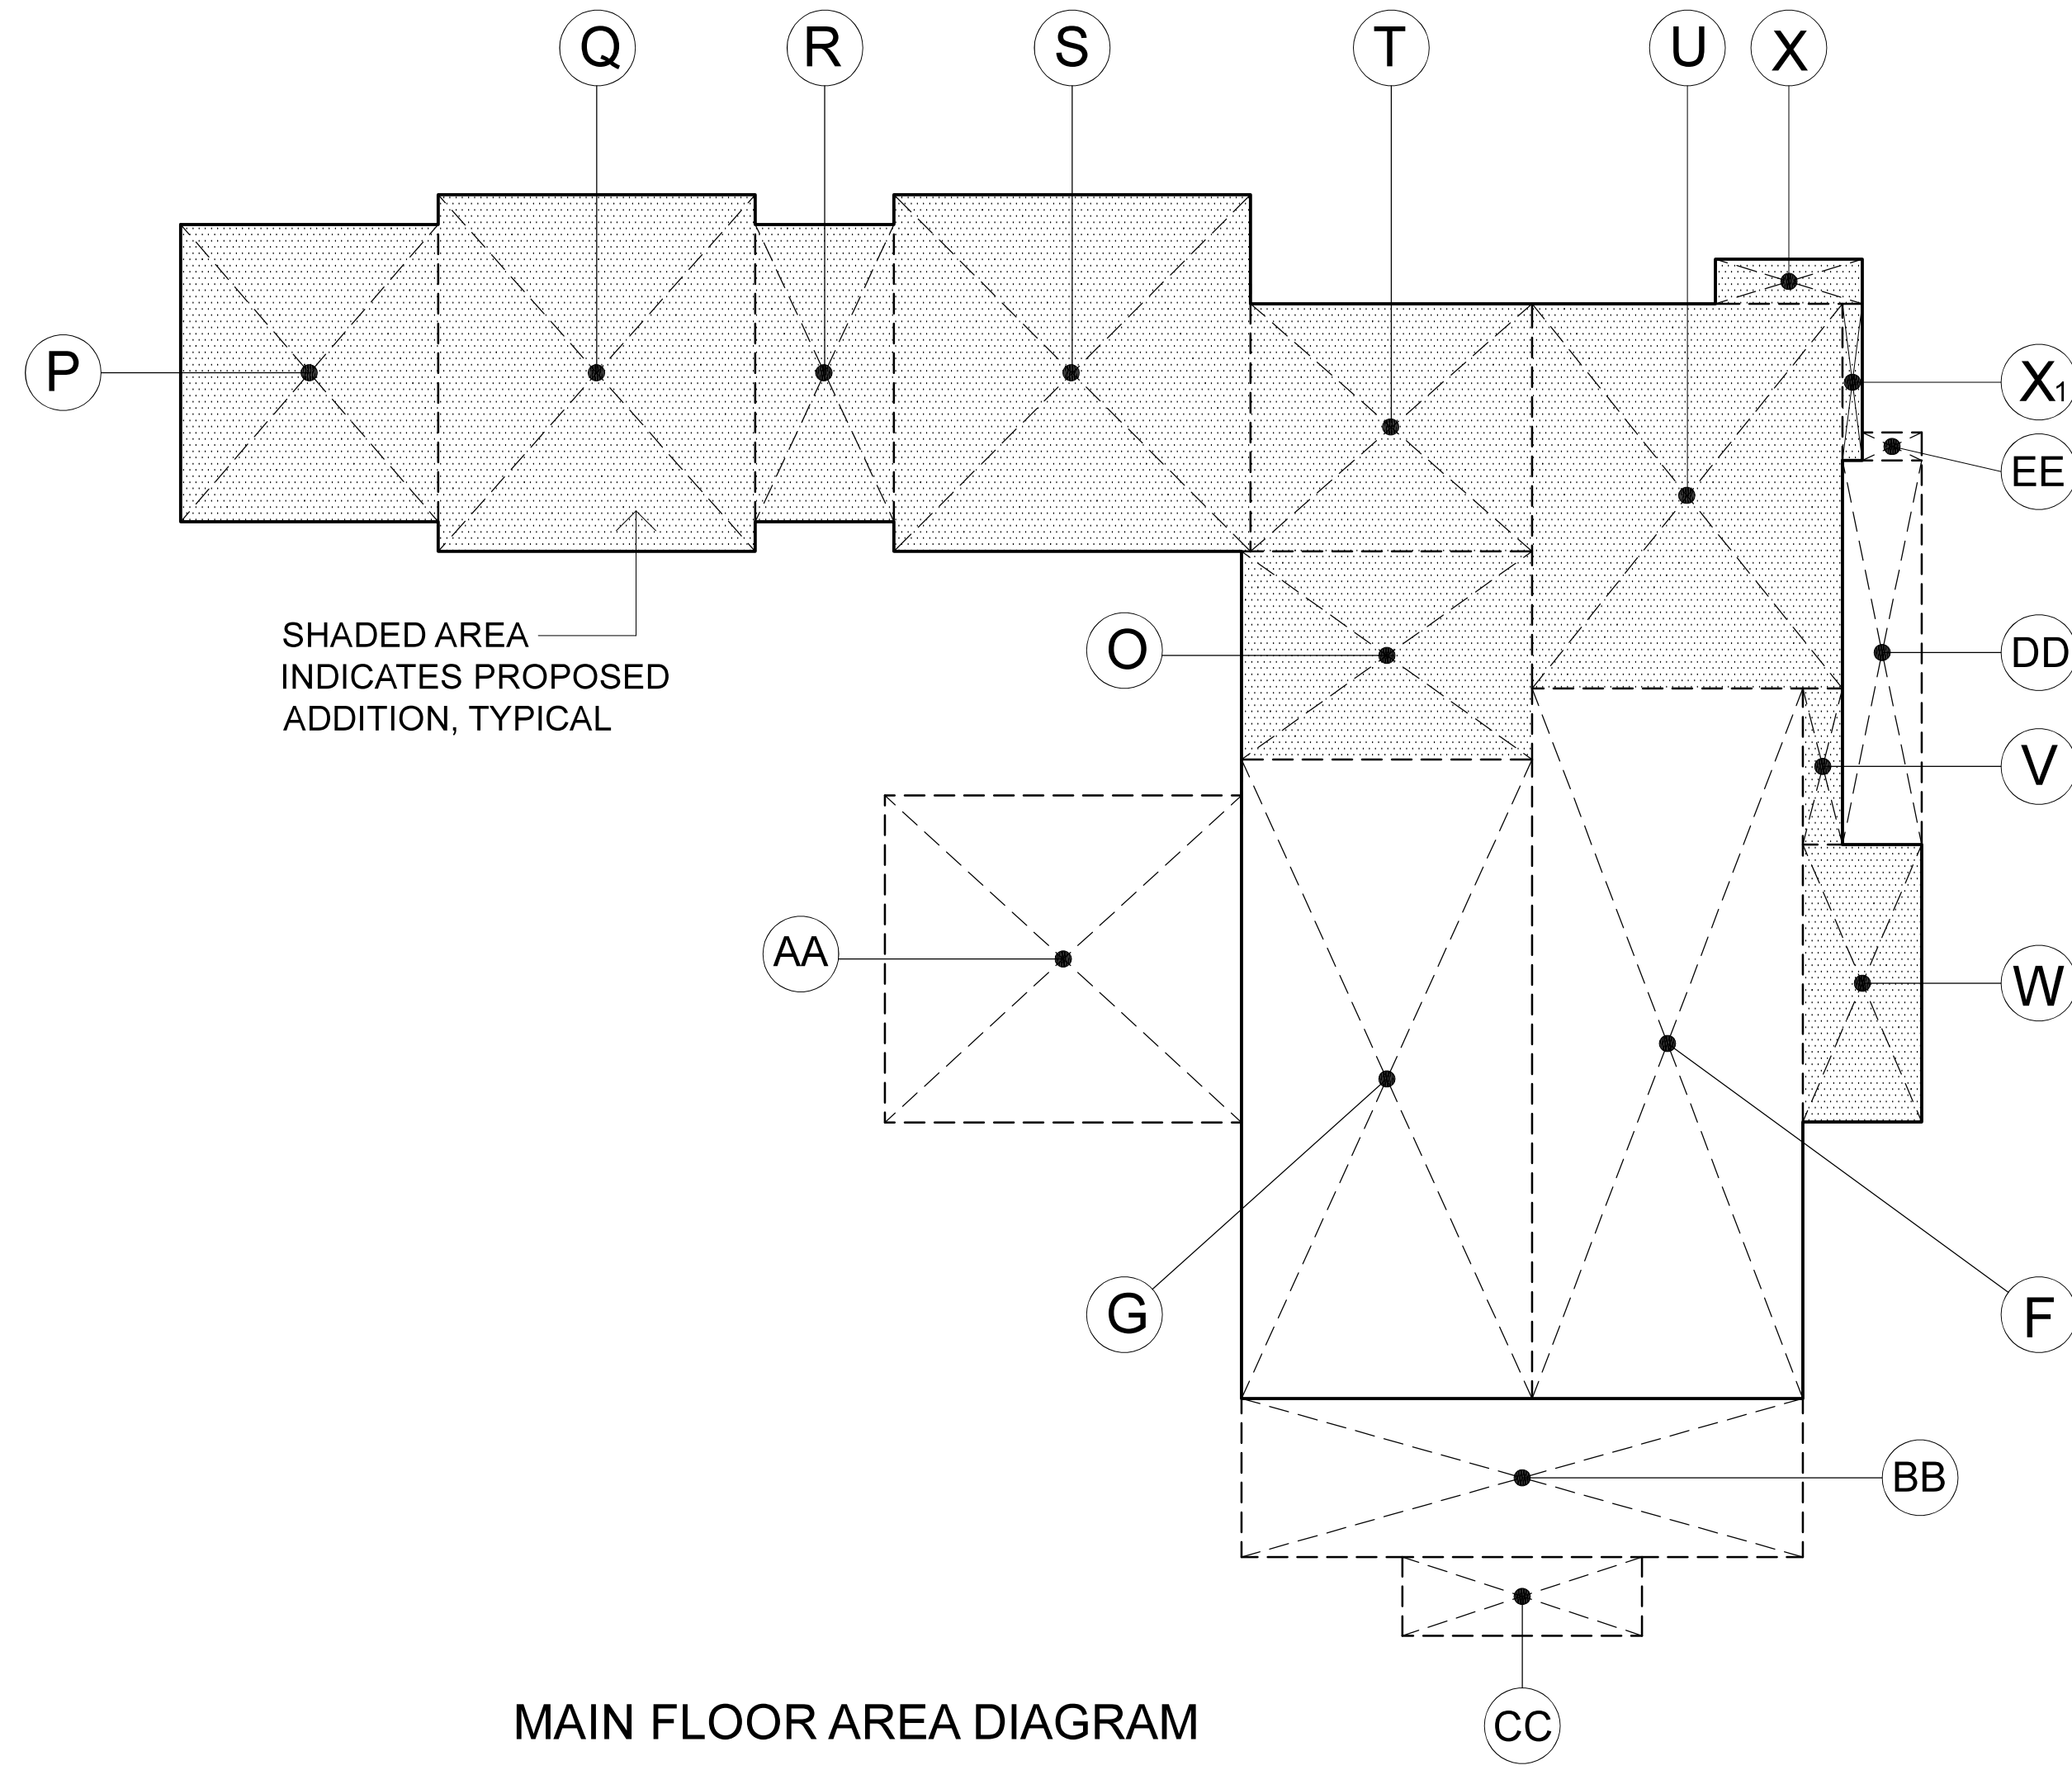 Q
R
S
T
U
X
P
X1
EE
SHADED AREA
INDICATES PROPOSED
ADDITION, TYPICAL
O
DD
V
AA
W
G
F
BB
CC
MAIN FLOOR AREA DIAGRAM